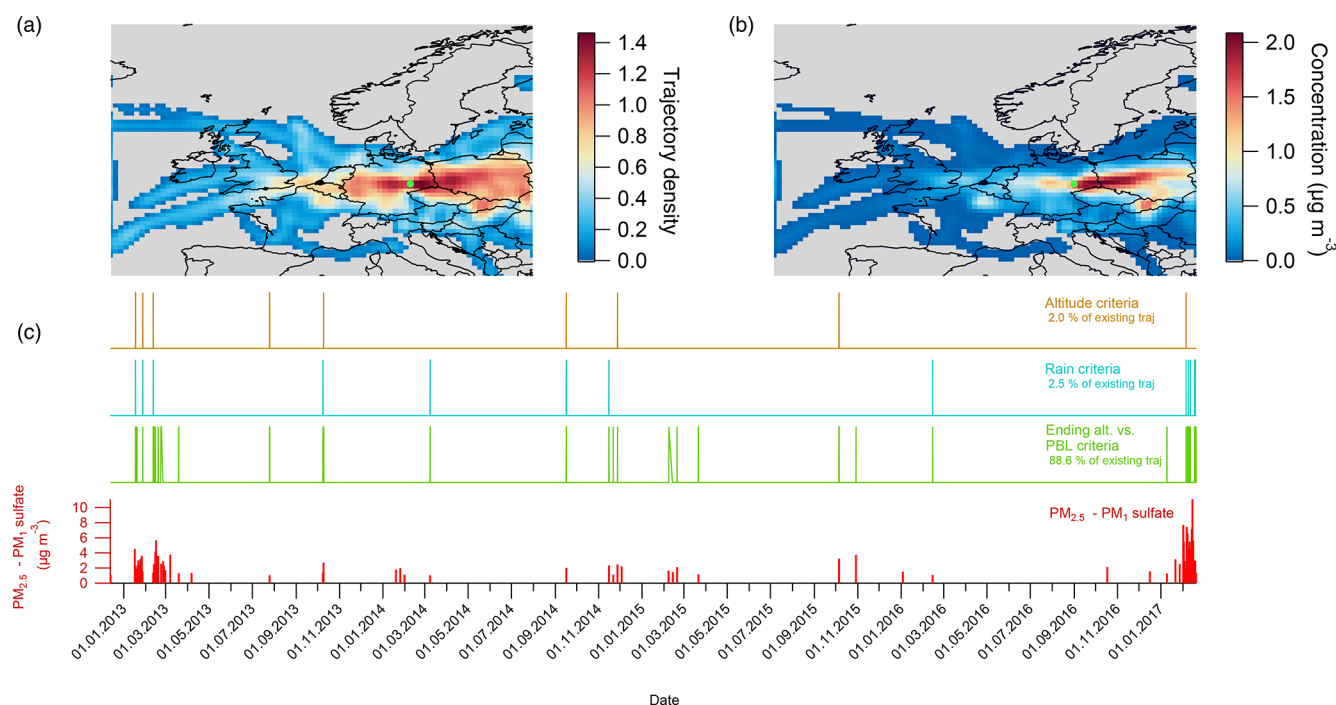 (a)
1.4
1.2
1.0
0.8
0.6
0.4
0.2
0.0
Trajectory density
(b)
2.0
1.5
1.0
0.5
0.0
Concentration (µg m⁻³)
(c)
Altitude criteria
2.0 % of existing traj
Rain criteria
2.5 % of existing traj
Ending alt. vs.
PBL criteria
88.6 % of existing traj
PM₂.₅ - PM₁ sulfate
PM₂.₅ - PM₁ sulfate
(µg m⁻³)
10
8
6
4
2
0
01.01.2013
01.03.2013
01.05.2013
01.07.2013
01.09.2013
01.11.2013
01.01.2014
01.03.2014
01.05.2014
01.07.2014
01.09.2014
01.11.2014
01.01.2015
01.03.2015
01.05.2015
01.07.2015
01.09.2015
01.11.2015
01.01.2016
01.03.2016
01.05.2016
01.07.2016
01.09.2016
01.11.2016
01.01.2017
Date